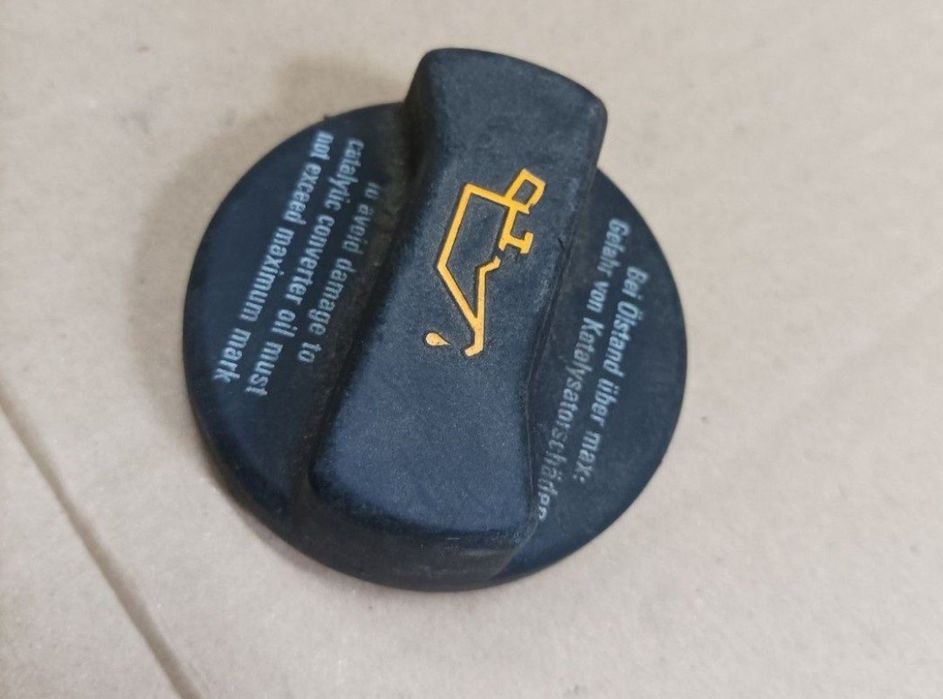 To avoid damage to
catalytic converter oil must
not exceed maximum mark
Bei Ölstand über max:
Gefahr von Katalysatorschäden